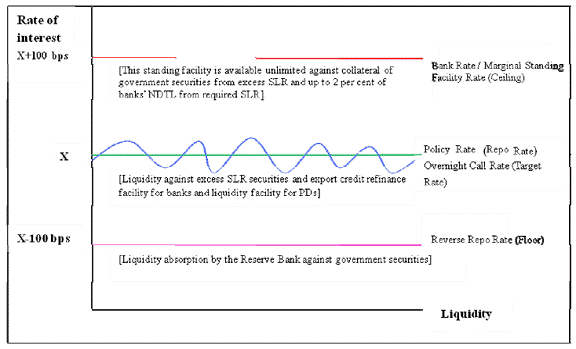 Rate of
interest
X+100 bps
[This standing facility is available unlimited against collateral of
government securities from excess SLR and up to 2 per cent of
banks' NDTL from required SLR]
Bank Rate / Marginal Standing
Facility Rate (Ceiling)
X
Policy Rate (Repo Rate)
Overnight Call Rate (Target
Rate)
[Liquidity against excess SLR securities and export credit refinance
facility for banks and liquidity facility for PDs]
X-100 bps
Reverse Repo Rate (Floor)
[Liquidity absorption by the Reserve Bank against government securities]
Liquidity